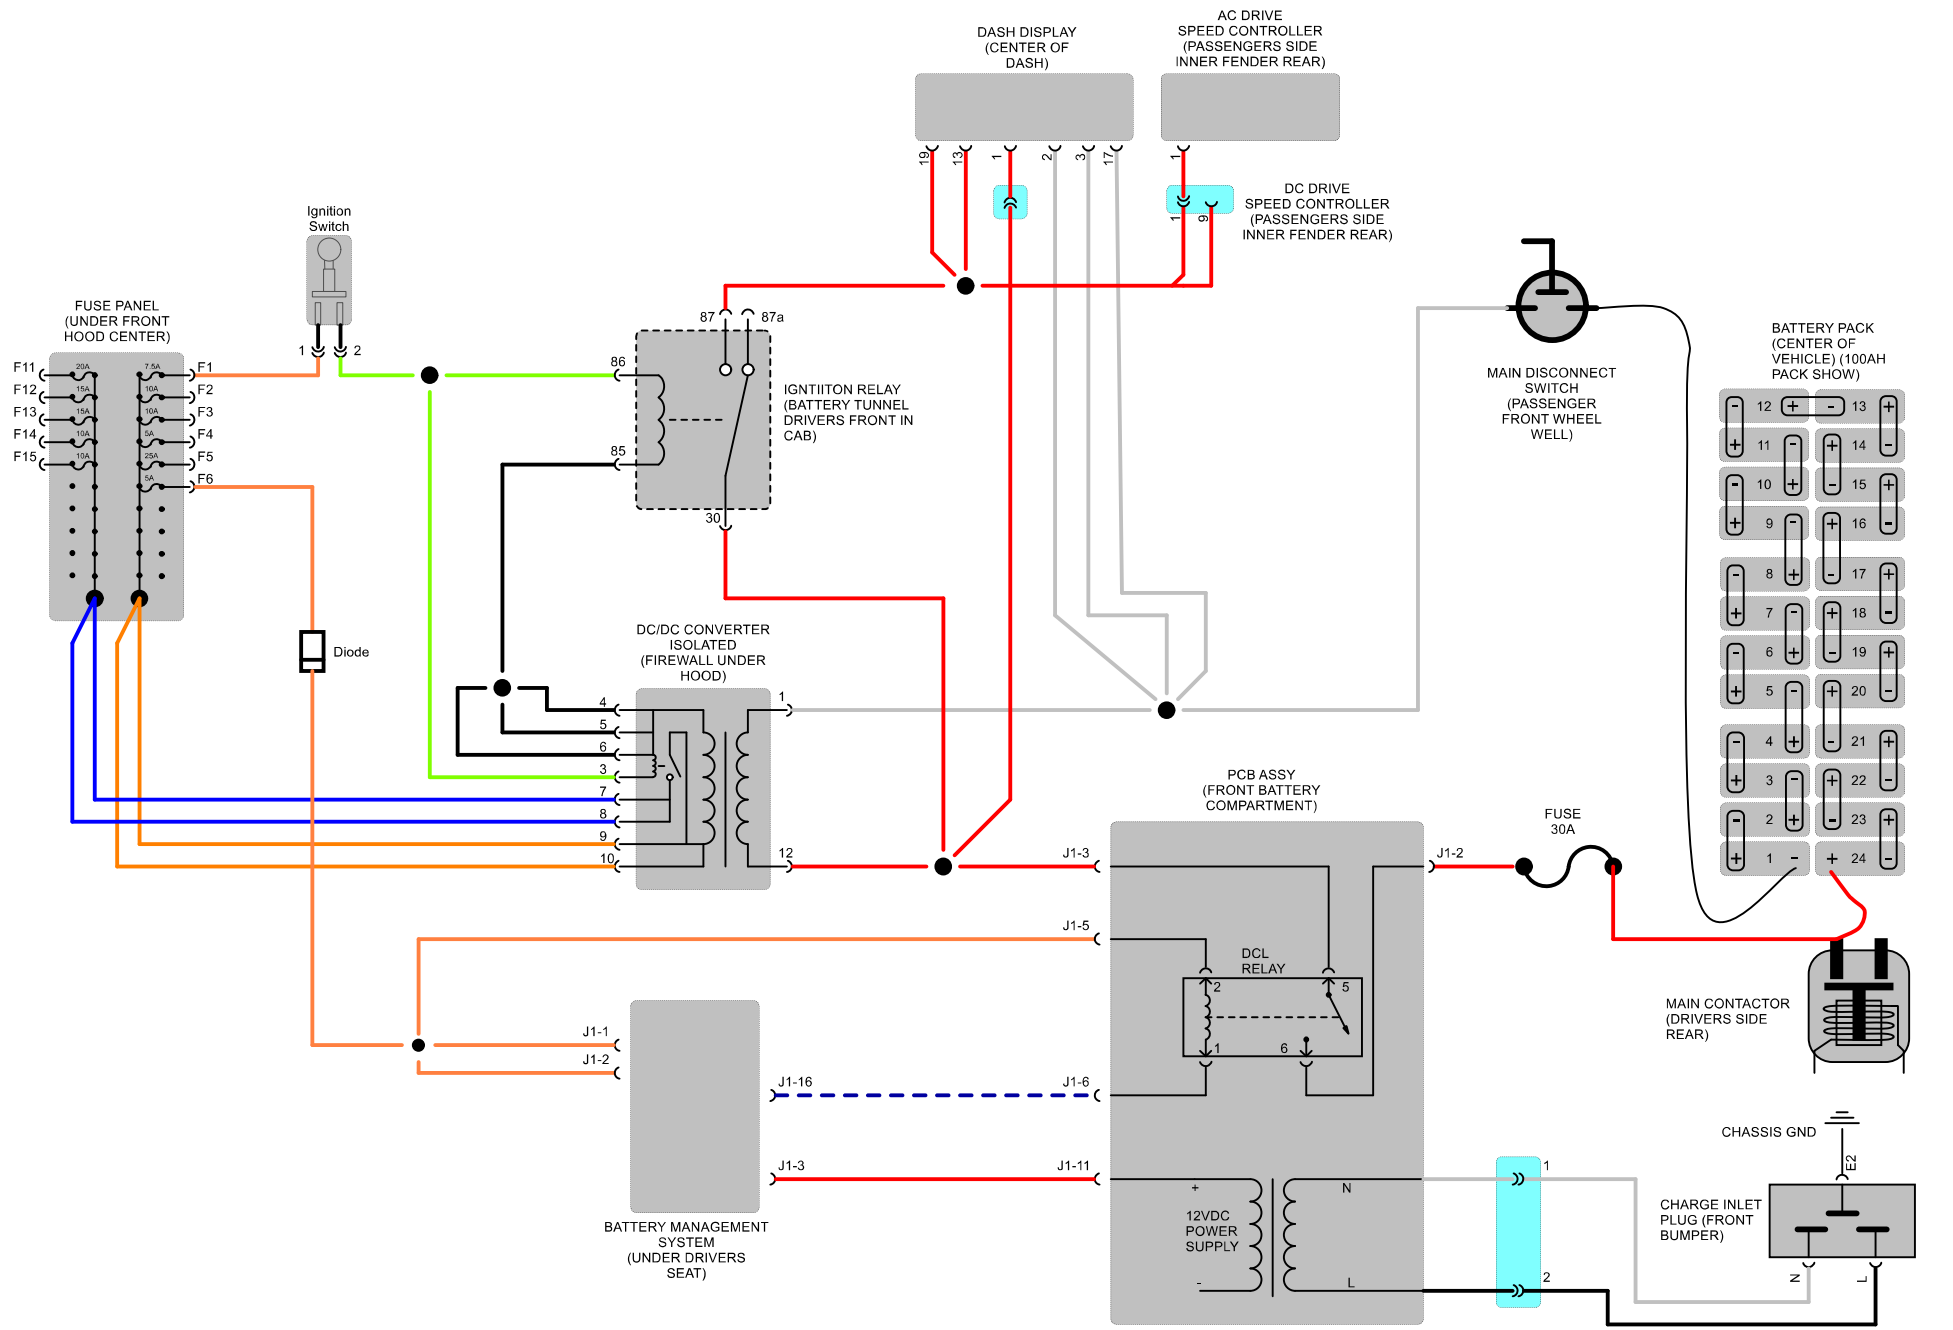 DASH DISPLAY
(CENTER OF
DASH)
AC DRIVE
SPEED CONTROLLER
(PASSENGERS SIDE
INNER FENDER REAR)
19
13
1
2
3
17
1
DC DRIVE
SPEED CONTROLLER
(PASSENGERS SIDE
INNER FENDER REAR)
1
9
Ignition
Switch
1
2
FUSE PANEL
(UNDER FRONT
HOOD CENTER)
F11
20A
7.5A
F1
F12
15A
10A
F2
F13
15A
10A
F3
F14
10A
5A
F4
F15
10A
25A
F5
5A
F6
Diode
87
87a
86
85
30
IGNTIITON RELAY
(BATTERY TUNNEL
DRIVERS FRONT IN
CAB)
DC/DC CONVERTER
ISOLATED
(FIREWALL UNDER
HOOD)
4
5
6
3
7
8
9
10
1
12
MAIN DISCONNECT
SWITCH
(PASSENGER
FRONT WHEEL
WELL)
BATTERY PACK
(CENTER OF
VEHICLE) (100AH
PACK SHOW)
- 12 + - 13 +
+ 11 - + 14 -
- 10 + - 15 +
+ 9 - + 16 -
- 8 + - 17 +
+ 7 - + 18 -
- 6 + - 19 +
+ 5 - + 20 -
- 4 + - 21 +
+ 3 - + 22 -
- 2 + - 23 +
+ 1 - + 24 -
PCB ASSY
(FRONT BATTERY
COMPARTMENT)
FUSE
30A
J1-3
J1-2
J1-5
DCL
RELAY
2
5
1
6
J1-6
J1-11
+
12VDC
POWER
SUPPLY
-
N
L
J1-1
J1-2
J1-16
J1-3
BATTERY MANAGEMENT
SYSTEM
(UNDER DRIVERS
SEAT)
MAIN CONTACTOR
(DRIVERS SIDE
REAR)
1
2
CHASSIS GND
E2
CHARGE INLET
PLUG (FRONT
BUMPER)
N
L